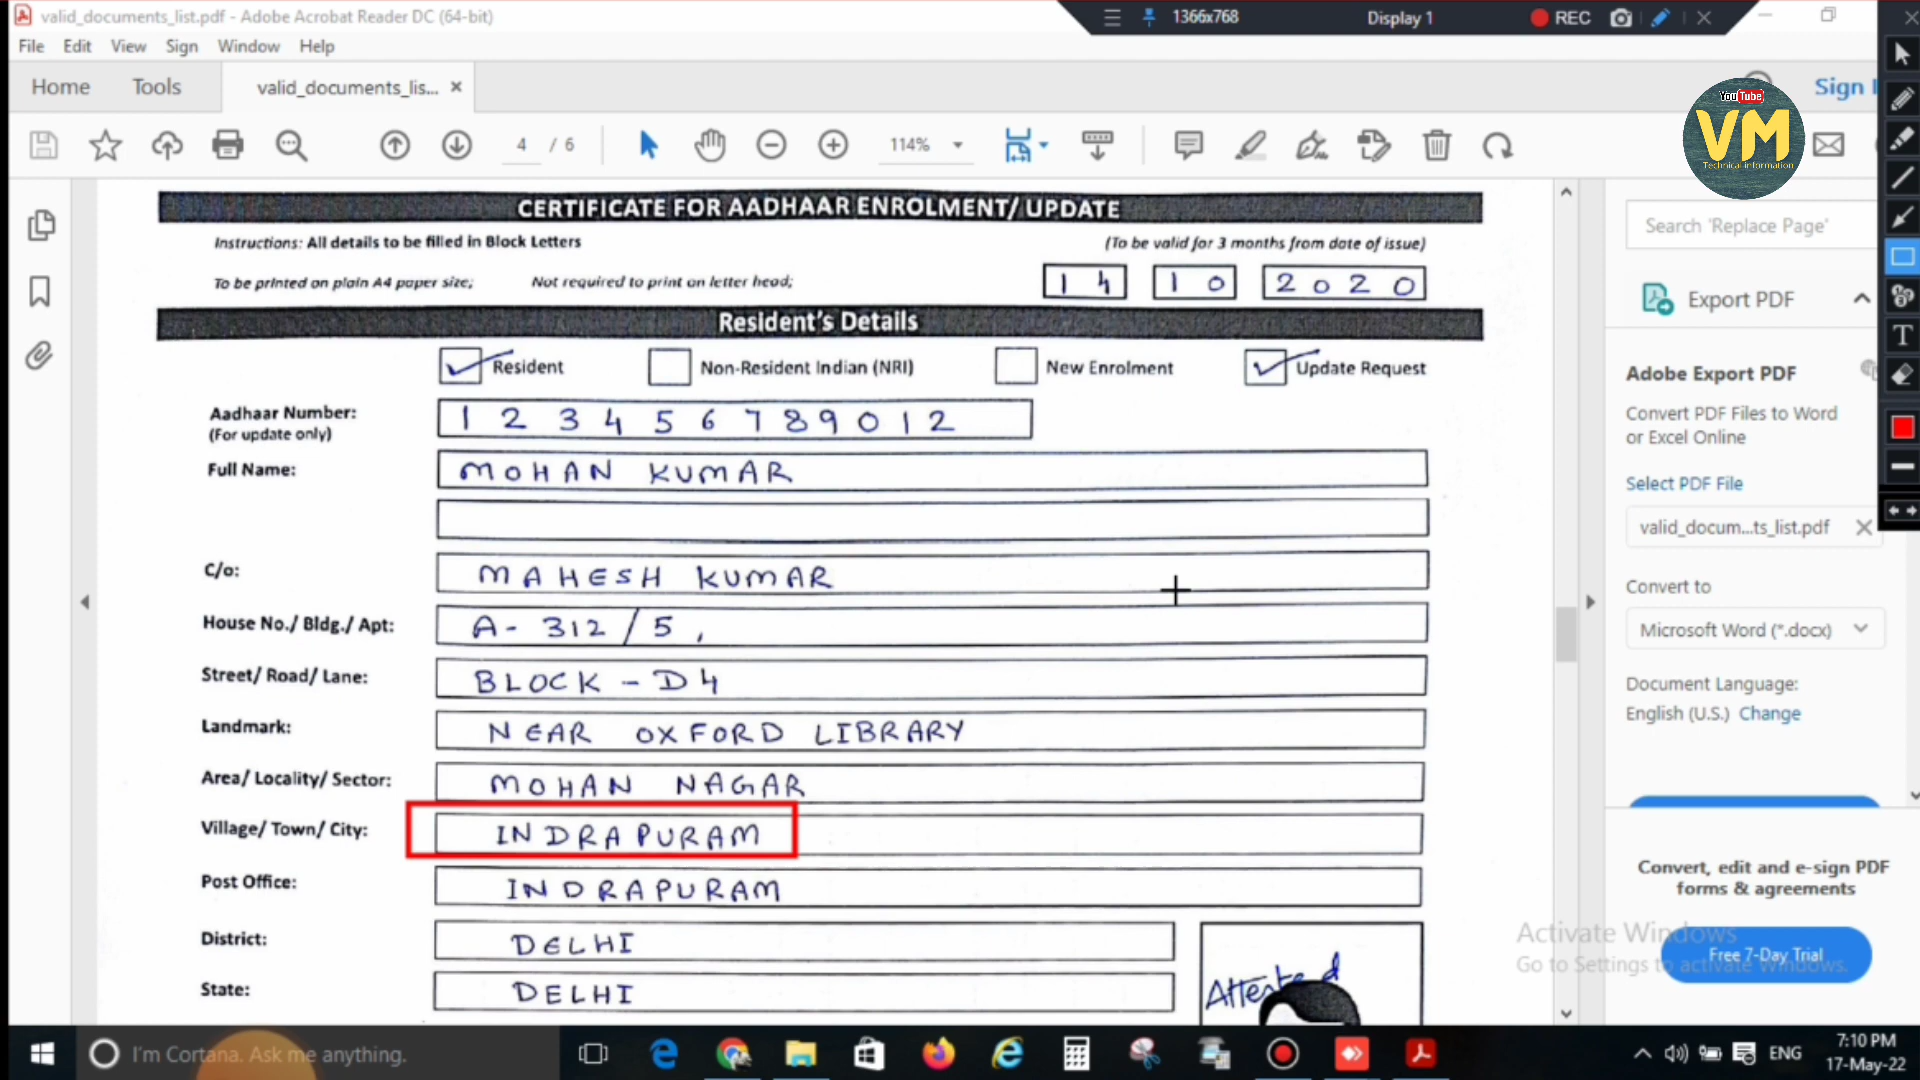 valid_documents_list.pdf - Adobe Acrobat Reader DC (64-bit)
1366x768 Display 1 REC
File Edit View Sign Window Help
Home Tools valid_documents_lis... Sign
YouTube
VM
Technical information
4 / 6 114%
CERTIFICATE FOR AADHAAR ENROLMENT/ UPDATE
Instructions: All details to be filled in Block Letters (To be valid for 3 months from date of issue)
To be printed on plain A4 paper size; Not required to print on letter head; 14 10 2020
Resident's Details
Resident Non-Resident Indian (NRI) New Enrolment Update Request
Aadhaar Number: 1 2 3 4 5 6 7 8 9 0 1 2
(For update only)
Full Name: MOHAN KUMAR
C/o: MAHESH KUMAR
House No./ Bldg./ Apt: A- 312 / 5 ,
Street/ Road/ Lane: BLOCK - D4
Landmark: NEAR OXFORD LIBRARY
Area/ Locality/ Sector: MOHAN NAGAR
Village/ Town/ City: INDRAPURAM
Post Office: INDRAPURAM
District: DELHI
State: DELHI
Attested
Search 'Replace Page'
Export PDF
Adobe Export PDF
Convert PDF Files to Word
or Excel Online
Select PDF File
valid_docum...ts_list.pdf
Convert to
Microsoft Word (*.docx)
Document Language:
English (U.S.) Change
Convert, edit and e-sign PDF
forms & agreements
Free 7-Day Trial
Activate Windows
Go to Settings to activate Windows.
I'm Cortana. Ask me anything.
ENG
7:10 PM
17-May-22